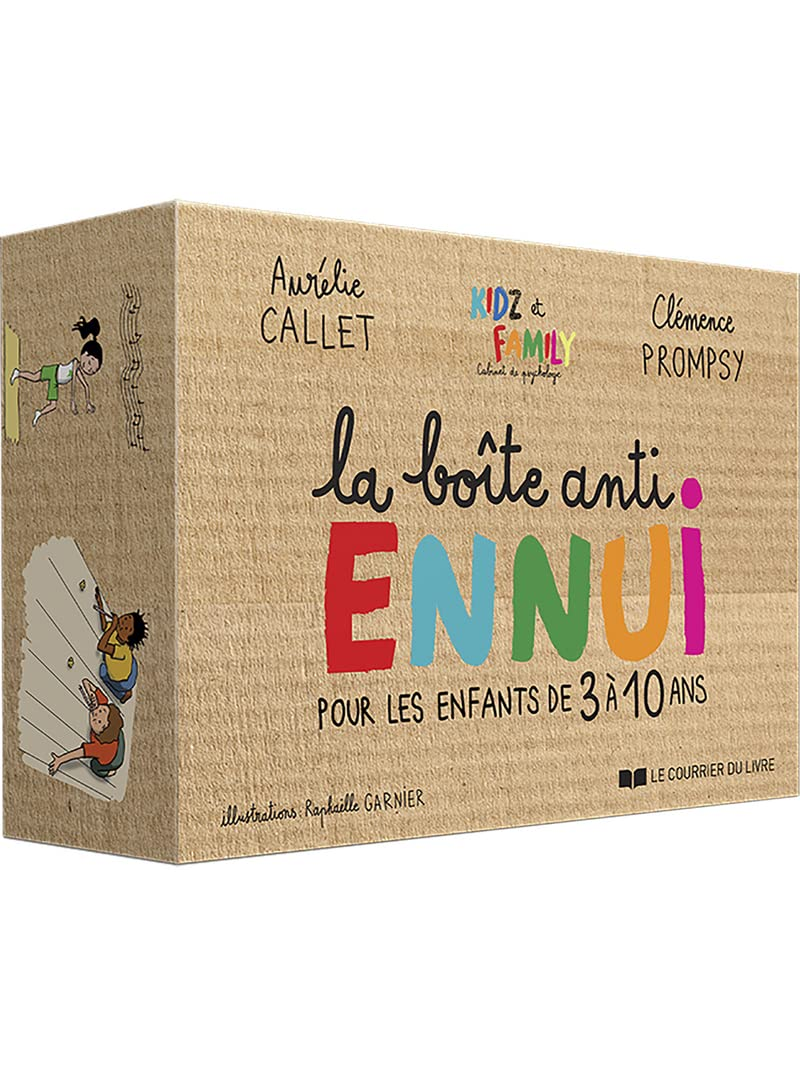 Aurélie
CALLET
KIDZ et
FAMILY
Cabinet de psychologie
Clémence
PROMPSY
la boîte anti
ENNUi
POUR LES ENFANTS DE 3 À 10 ANS
LE COURRIER DU LIVRE
illustrations : Raphaëlle GARNIER